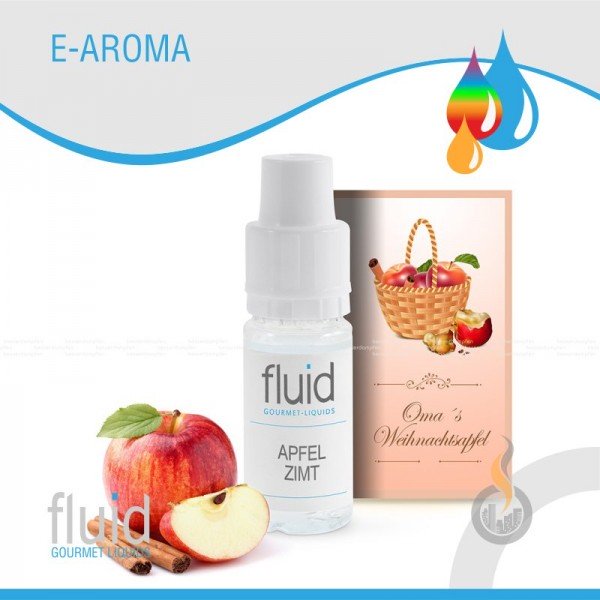 E-AROMA
fluid
GOURMET-LIQUIDS
APFEL
ZIMT
Oma ´s
Weihnachtsapfel
fluid
GOURMET LIQUIDS